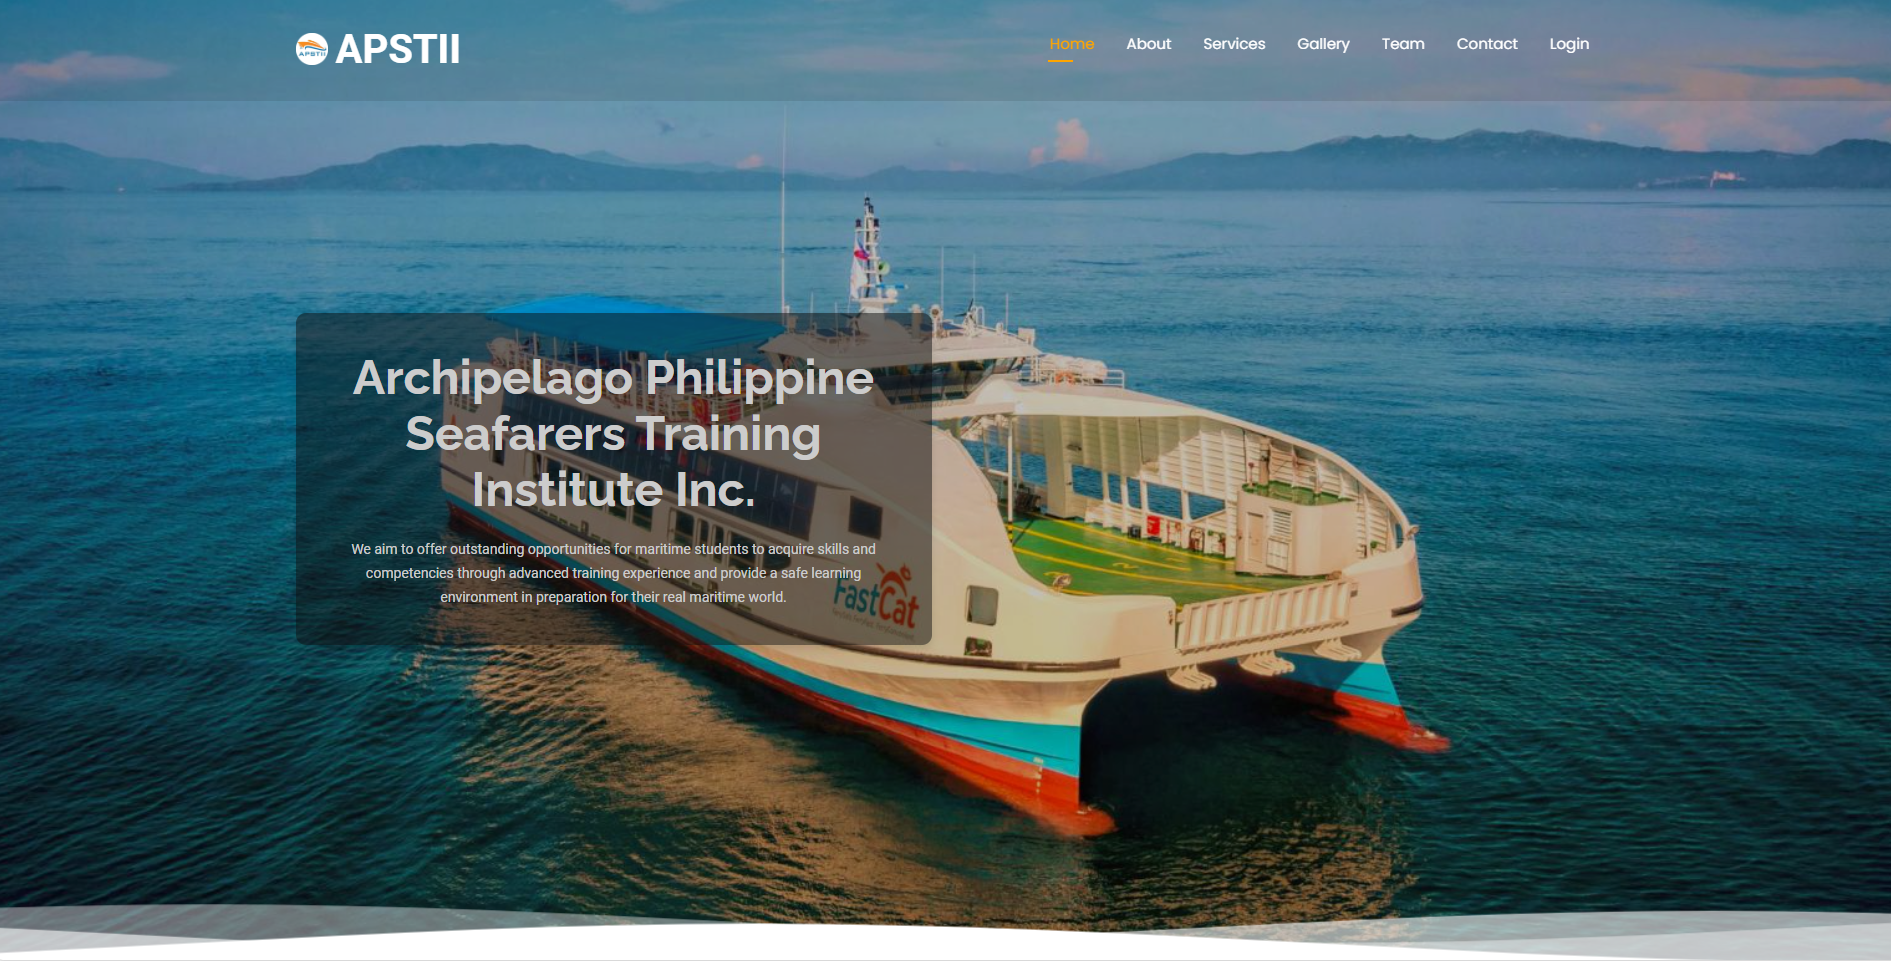 APSTII
APSTII
Home About Services Gallery Team Contact Login
Archipelago Philippine
Seafarers Training
Institute Inc.
We aim to offer outstanding opportunities for maritime students to acquire skills and
competencies through advanced training experience and provide a safe learning
environment in preparation for their real maritime world.
FastCat